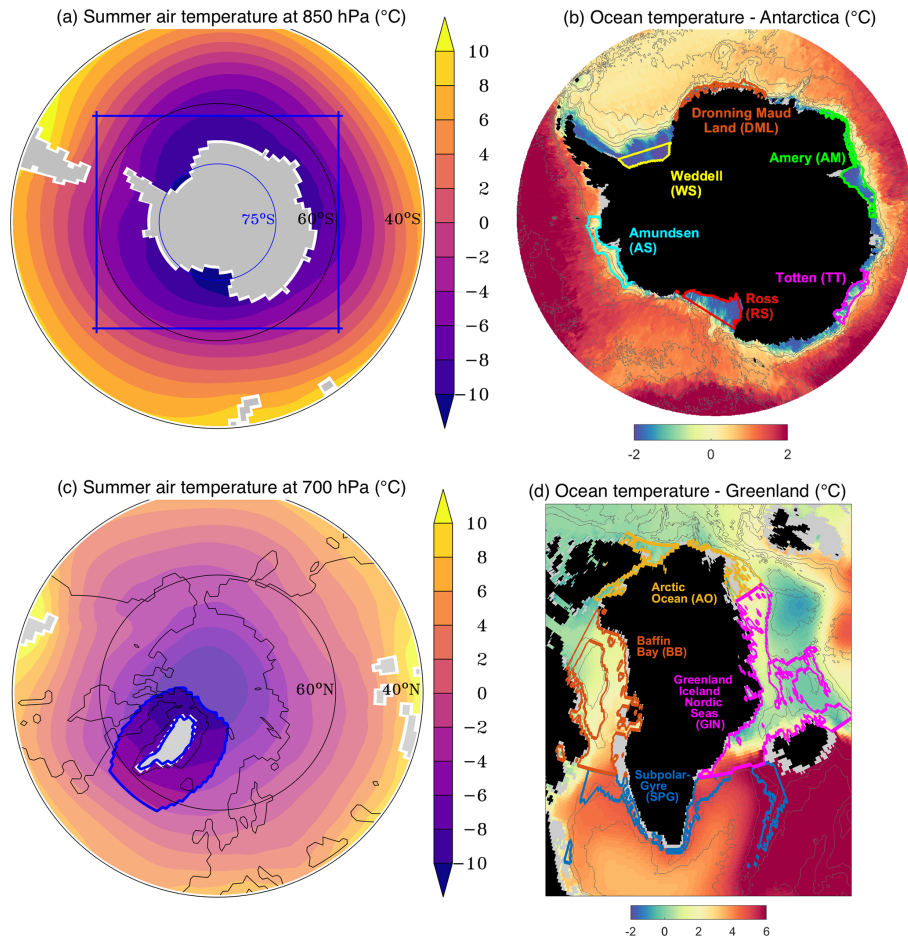 (a) Summer air temperature at 850 hPa (°C)
10
8
6
4
2
0
−2
−4
−6
−8
−10
75°S
60°S
40°S
(b) Ocean temperature - Antarctica (°C)
Dronning Maud
Land (DML)
Amery (AM)
Weddell
(WS)
Amundsen
(AS)
Totten (TT)
Ross
(RS)
-2
0
2
(c) Summer air temperature at 700 hPa (°C)
10
8
6
4
2
0
−2
−4
−6
−8
−10
60°N
40°N
(d) Ocean temperature - Greenland (°C)
Arctic
Ocean (AO)
Baffin
Bay (BB)
Greenland
Iceland
Nordic
Seas
(GIN)
Subpolar-
Gyre
(SPG)
-2
0
2
4
6